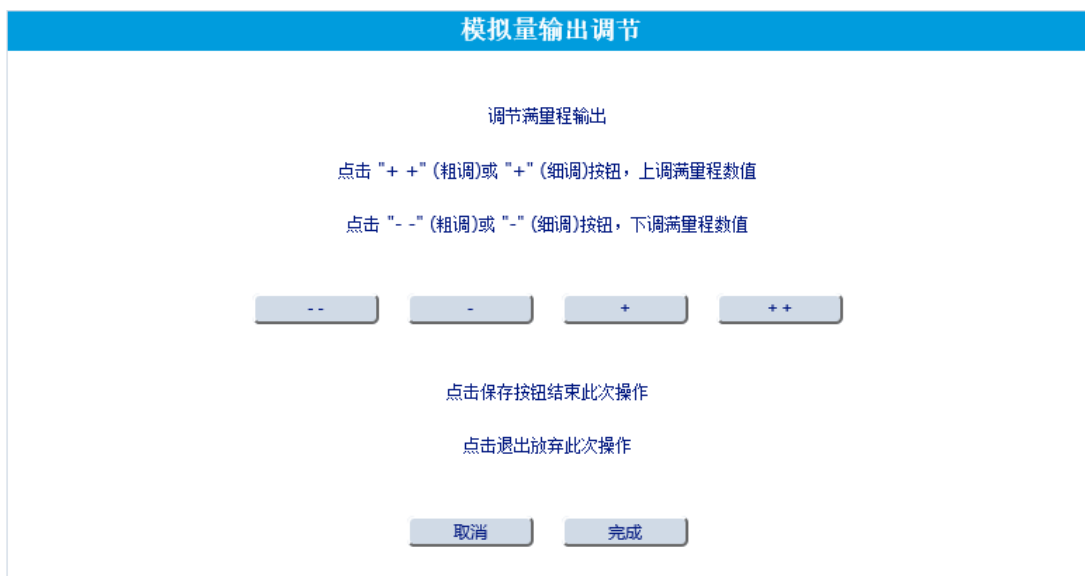 模拟量输出调节
调节满量程输出
点击 "+ +" (粗调)或 "+" (细调)按钮，上调满量程数值
点击 "- -" (粗调)或 "-" (细调)按钮，下调满量程数值
- - - + + +
点击保存按钮结束此次操作
点击退出放弃此次操作
取消 完成